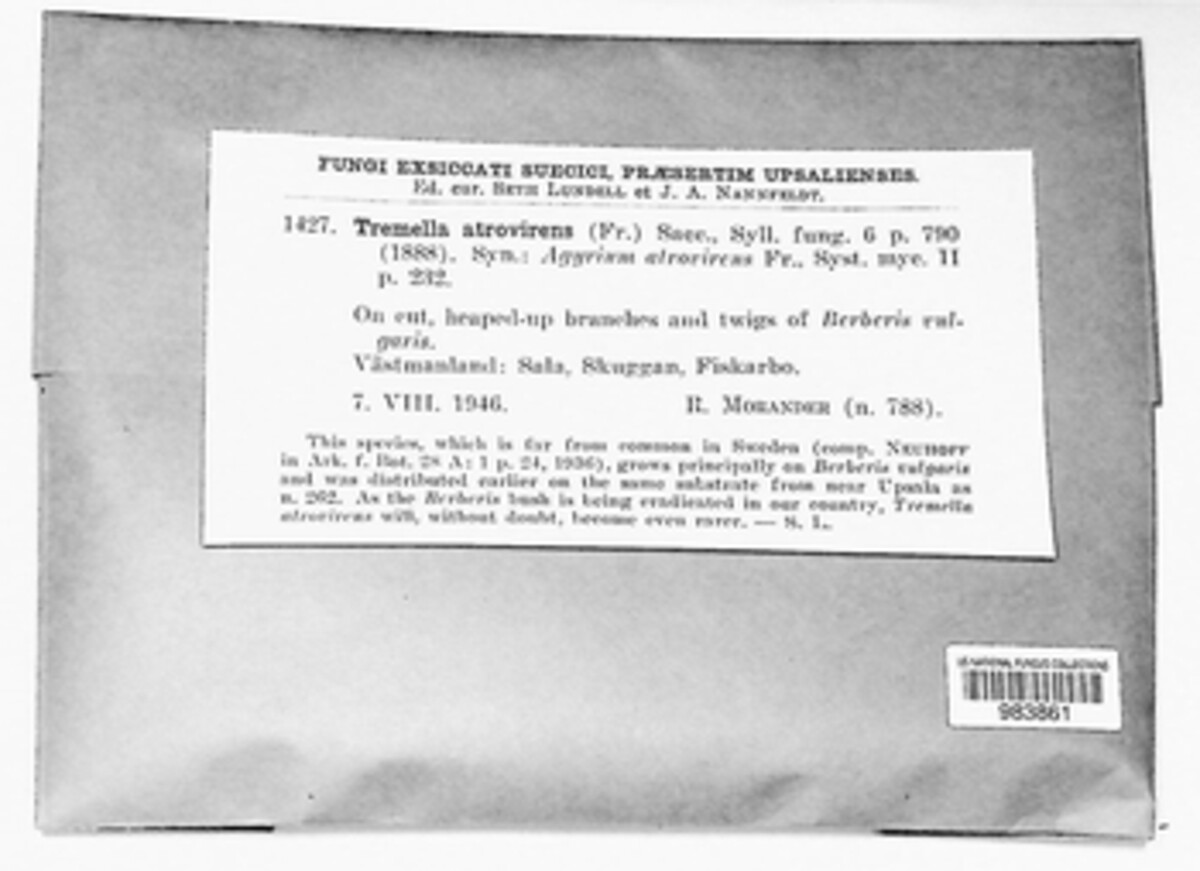 FUNGI EXSICCATI SUECICI, PRÆSERTIM UPSALIENSES.
Ed. cur. SETH LUNDELL et J. A. NANNFELDT.
1427. Tremella atrovirens (Fr.) Sacc., Syll. fung. 6 p. 790
(1888). Syn.: Agyrium atrovirens Fr., Syst. myc. II
p. 232.
On cut, heaped-up branches and twigs of Berberis vul-
garis.
Västmanland: Sala, Skuggan, Fiskarbo.
7. VIII. 1946. R. MORANDER (n. 788).
This species, which is far from common in Sweden (comp. NEUHOFF
in Ark. f. Bot. 28 A: 1 p. 24, 1936), grows principally on Berberis vulgaris
and was distributed earlier on the same substrate from near Upsala as
n. 262. As the Berberis bush is being eradicated in our country, Tremella
atrovirens will, without doubt, become even rarer. — S. L.
US NATIONAL FUNGUS COLLECTIONS
983861